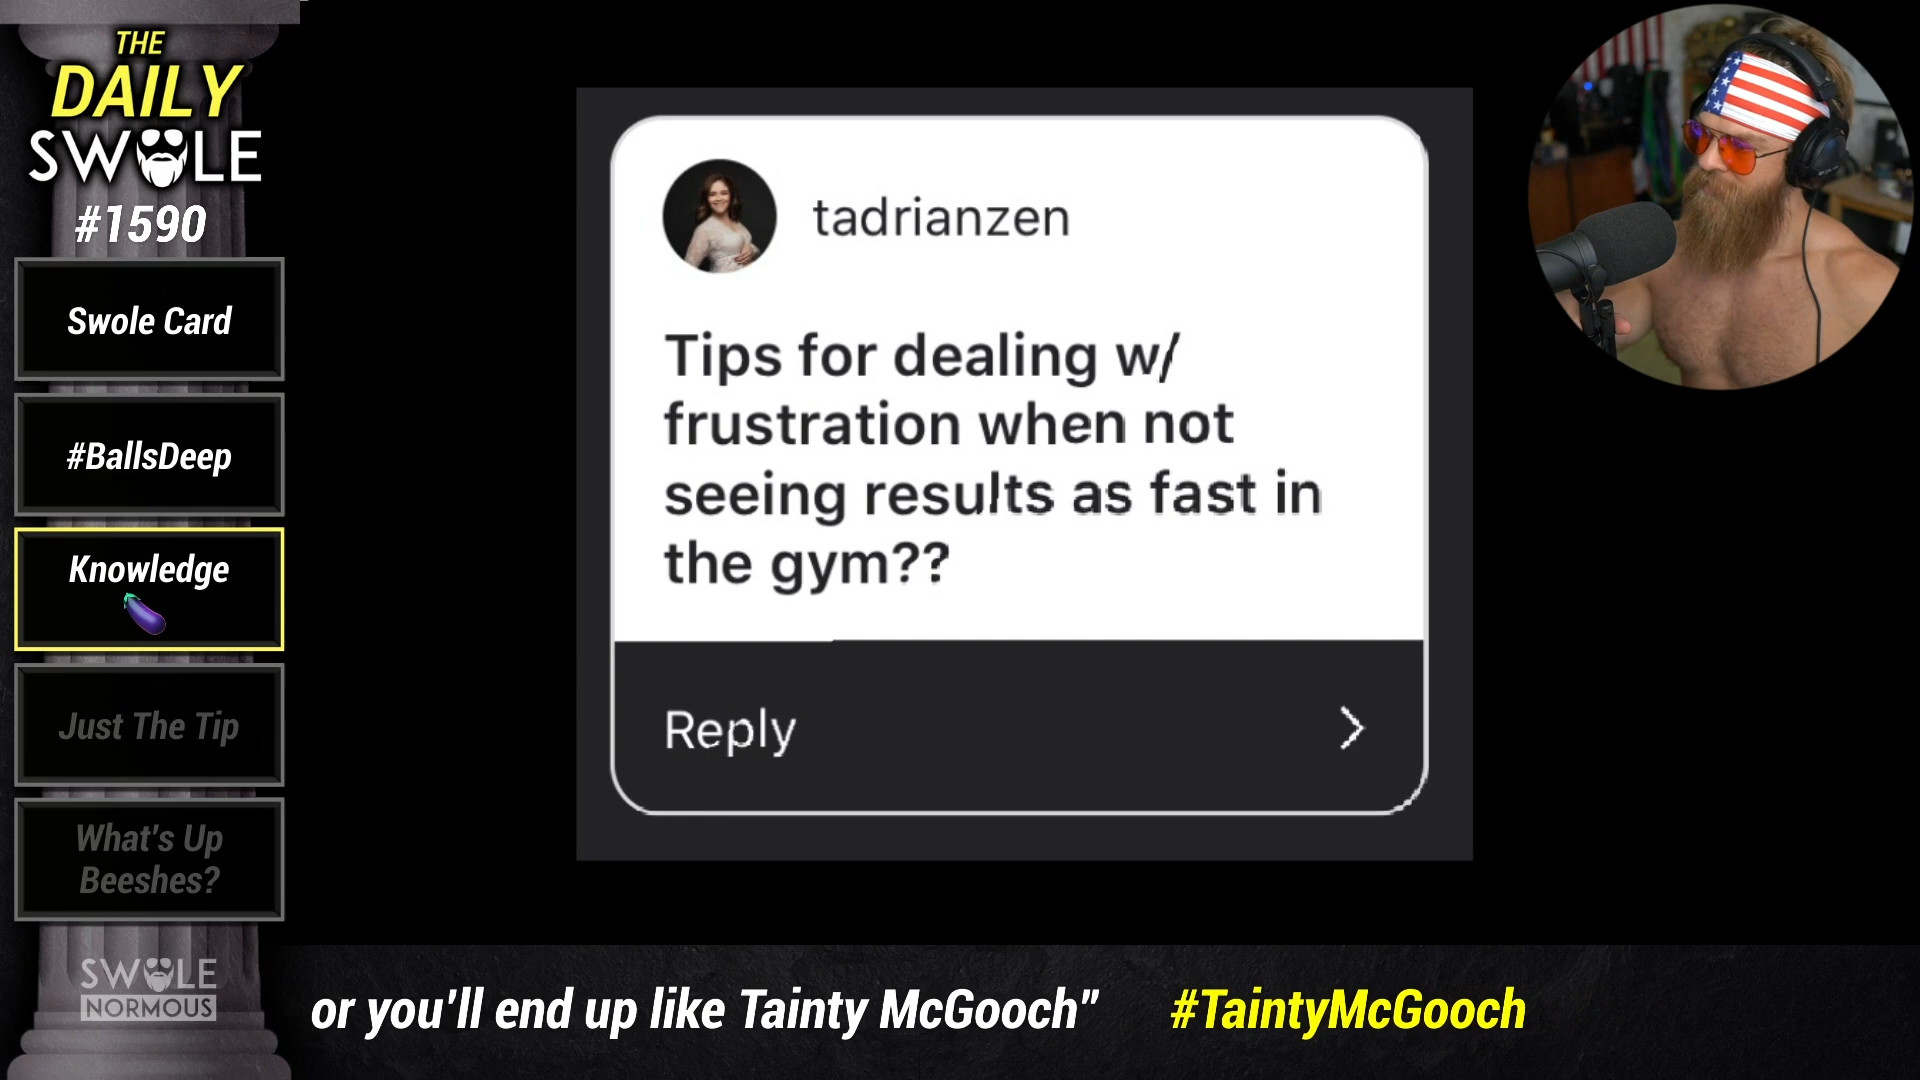 THE
DAILY
SWOLE
#1590
Swole Card
#BallsDeep
Knowledge
Just The Tip
What's Up
Beeshes?
SWOLE
NORMOUS
tadrianzen
Tips for dealing w/
frustration when not
seeing results as fast in
the gym??
Reply
or you'll end up like Tainty McGooch” #TaintyMcGooch